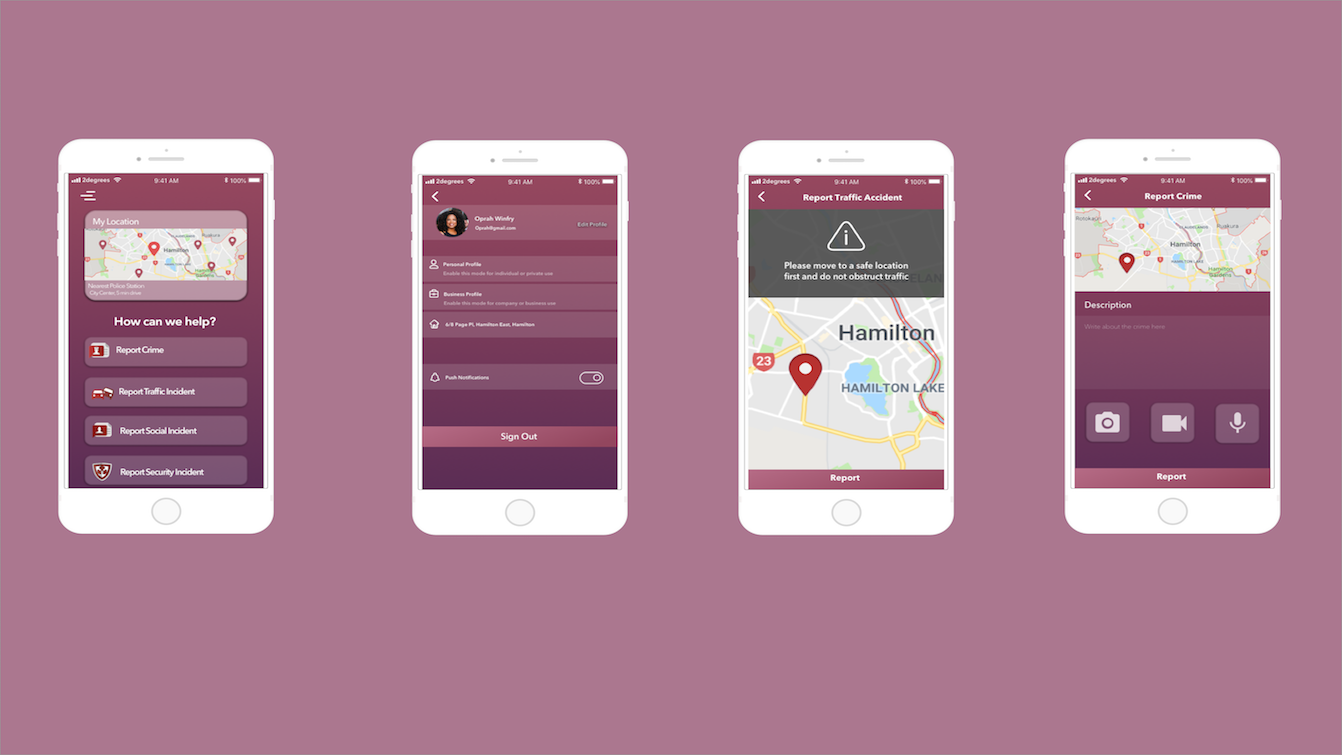 2degrees 9:41 AM 100%
My Location
Hamilton
Nearest Police Station
City Center, 5 min drive
How can we help?
Report Crime
Report Traffic Incident
Report Social Incident
Report Security Incident
2degrees 9:41 AM 100%
Oprah Winfry
Oprah@gmail.com
Edit Profile
Personal Profile
Enable this mode for individual or private use
Business Profile
Enable this mode for company or business use
6/8 Page Pl, Hamilton East, Hamilton
Push Notifications
Sign Out
2degrees 9:41 AM 100%
Report Traffic Accident
Please move to a safe location
first and do not obstruct traffic
Hamilton
23
HAMILTON LAKE
Report
2degrees 9:41 AM 100%
Report Crime
Hamilton
Description
Write about the crime here
Report